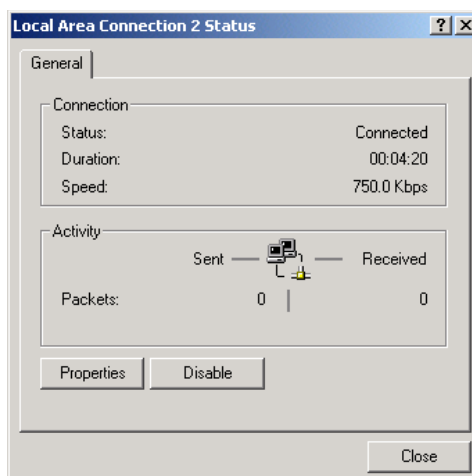 Local Area Connection 2 Status
General
Connection
Status: Connected
Duration: 00:04:20
Speed: 750.0 Kbps
Activity
Sent Received
Packets: 0 0
Properties Disable
Close